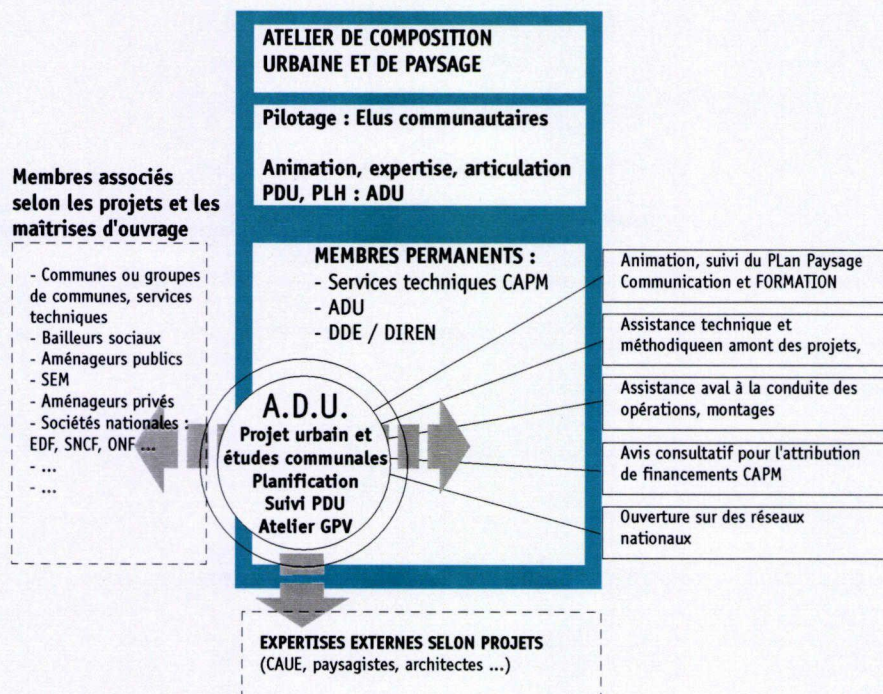 ATELIER DE COMPOSITION
URBAINE ET DE PAYSAGE
Pilotage : Elus communautaires
Animation, expertise, articulation
PDU, PLH : ADU
Membres associés
selon les projets et les
maîtrises d'ouvrage
- Communes ou groupes
de communes, services
techniques
- Bailleurs sociaux
- Aménageurs publics
- SEM
- Aménageurs privés
- Sociétés nationales :
EDF, SNCF, ONF ...
- ...
- ...
MEMBRES PERMANENTS :
- Services techniques CAPM
- ADU
- DDE / DIREN
A.D.U.
Projet urbain et
études communales
Planification
Suivi PDU
Atelier GPV
Animation, suivi du PLan Paysage
Communication et FORMATION
Assistance technique et
méthodiqueen amont des projets,
Assistance aval à la conduite des
opérations, montages
Avis consultatif pour l'attribution
de financements CAPM
Ouverture sur des réseaux
nationaux
EXPERTISES EXTERNES SELON PROJETS
(CAUE, paysagistes, architectes ...)